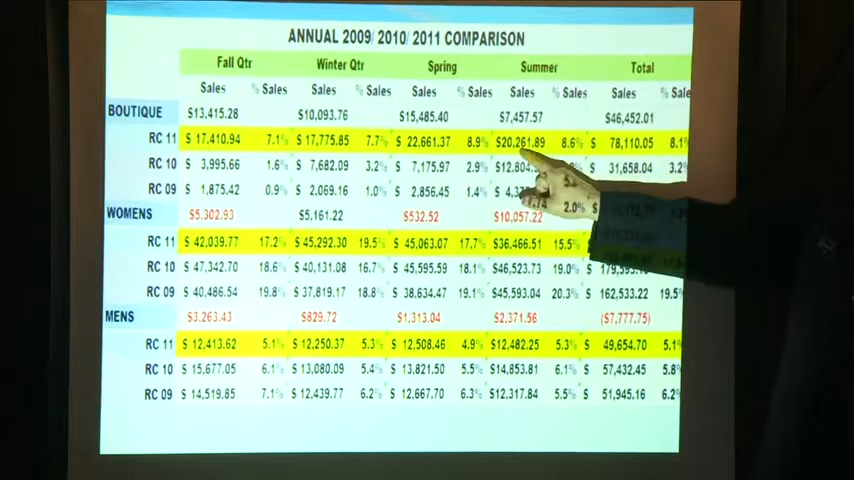 ANNUAL 2009/ 2010/ 2011 COMPARISON
Fall Qtr Winter Qtr Spring Summer Total
Sales % Sales Sales % Sales Sales % Sales Sales % Sales Sales % Sale
BOUTIQUE $13,415.28 $10,093.76 $15,485.40 $7,457.57 $46,452.01
RC 11 $ 17,410.94 7.1% $ 17,775.85 7.7% $ 22,661.37 8.9% $20,261.89 8.6% $ 78,110.05 8.1%
RC 10 $ 3,995.66 1.6% $ 7,682.09 3.2% $ 7,175.97 2.9% $12,804. $ 31,658.04 3.2%
RC 09 $ 1,875.42 0.9% $ 2,069.16 1.0% $ 2,856.45 1.4% 2.0% $
WOMENS $5,302.93 $5,161.22 $532.52 $10,057.22
RC 11 $ 42,039.77 17.2% $ 45,292.30 19.5% $ 45,063.07 17.7% $36,466.51 15.5%
RC 10 $ 47,342.70 18.6% $ 40,131.08 16.7% $ 45,595.59 18.1% $46,523.73 19.0% $
RC 09 $ 40,486.54 19.8% $ 37,819.17 18.8% $ 38,634.47 19.1% $45,593.04 20.3% $ 162,533.22 19.5%
MENS $3,263.43 $829.72 $1,313.04 $2,371.56 ($7,777.75)
RC 11 $ 12,413.62 5.1% $ 12,250.37 5.3% $ 12,508.46 4.9% $12,482.25 5.3% $ 49,654.70 5.1%
RC 10 $ 15,677.05 6.1% $ 13,080.09 5.4% $ 13,821.50 5.5% $14,853.81 6.1% $ 57,432.45 5.8%
RC 09 $ 14,519.85 7.1% $ 12,439.77 6.2% $ 12,667.70 6.3% $12,317.84 5.5% $ 51,945.16 6.2%